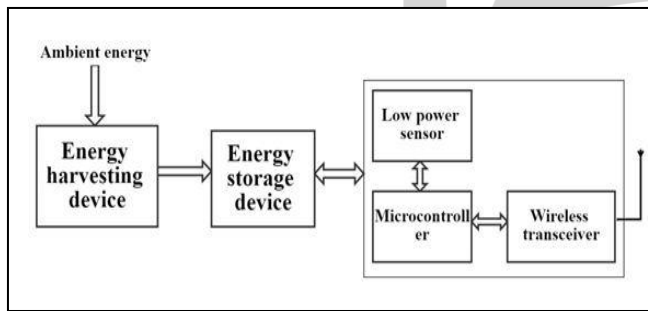 Ambient energy
Energy
harvesting
device
Energy
storage
device
Low power
sensor
Microcontroll
er
Wireless
transceiver